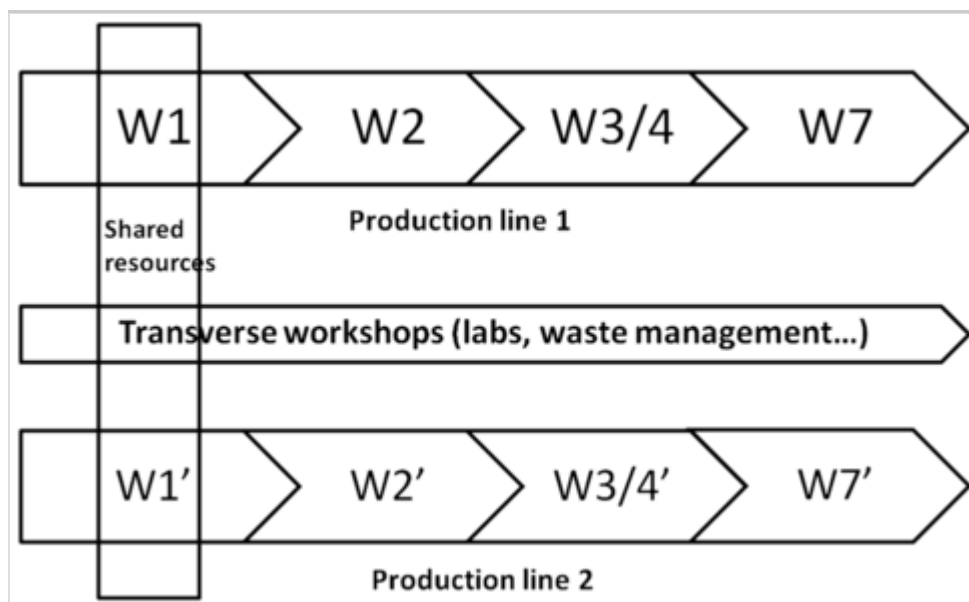 W1 W2 W3/4 W7
Production line 1
Shared
resources
Transverse workshops (labs, waste management...)
W1’ W2’ W3/4’ W7’
Production line 2